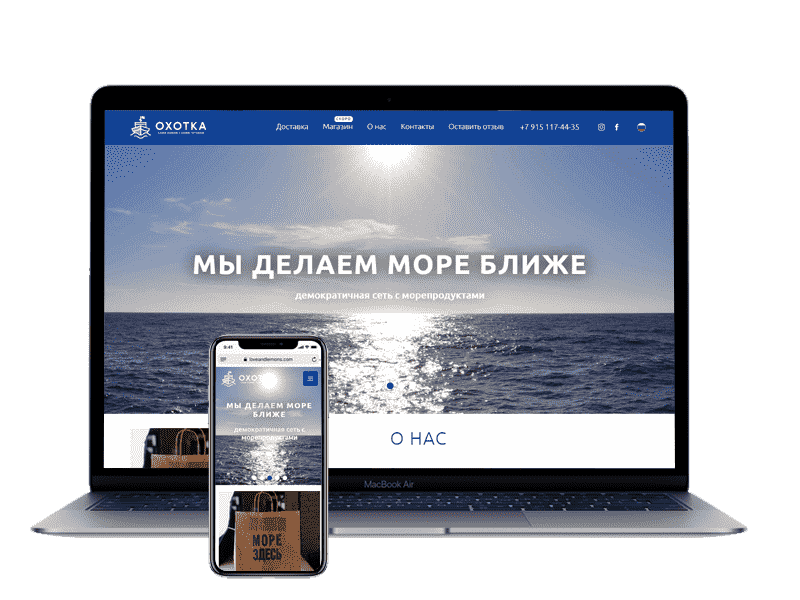 ОХОТКА
Доставка
СКОРО
Магазин
О нас
Контакты
Оставить отзыв
+7 915 117-44-35
МЫ ДЕЛАЕМ МОРЕ БЛИЖЕ
демократичная сеть с морепродуктами
О НАС
MacBook Air
9:41
loveandlemons.com
ОХОТКА
МЫ ДЕЛАЕМ МОРЕ
БЛИЖЕ
демократичная сеть с
морепродуктами
МОРЕ
ЗДЕСЬ